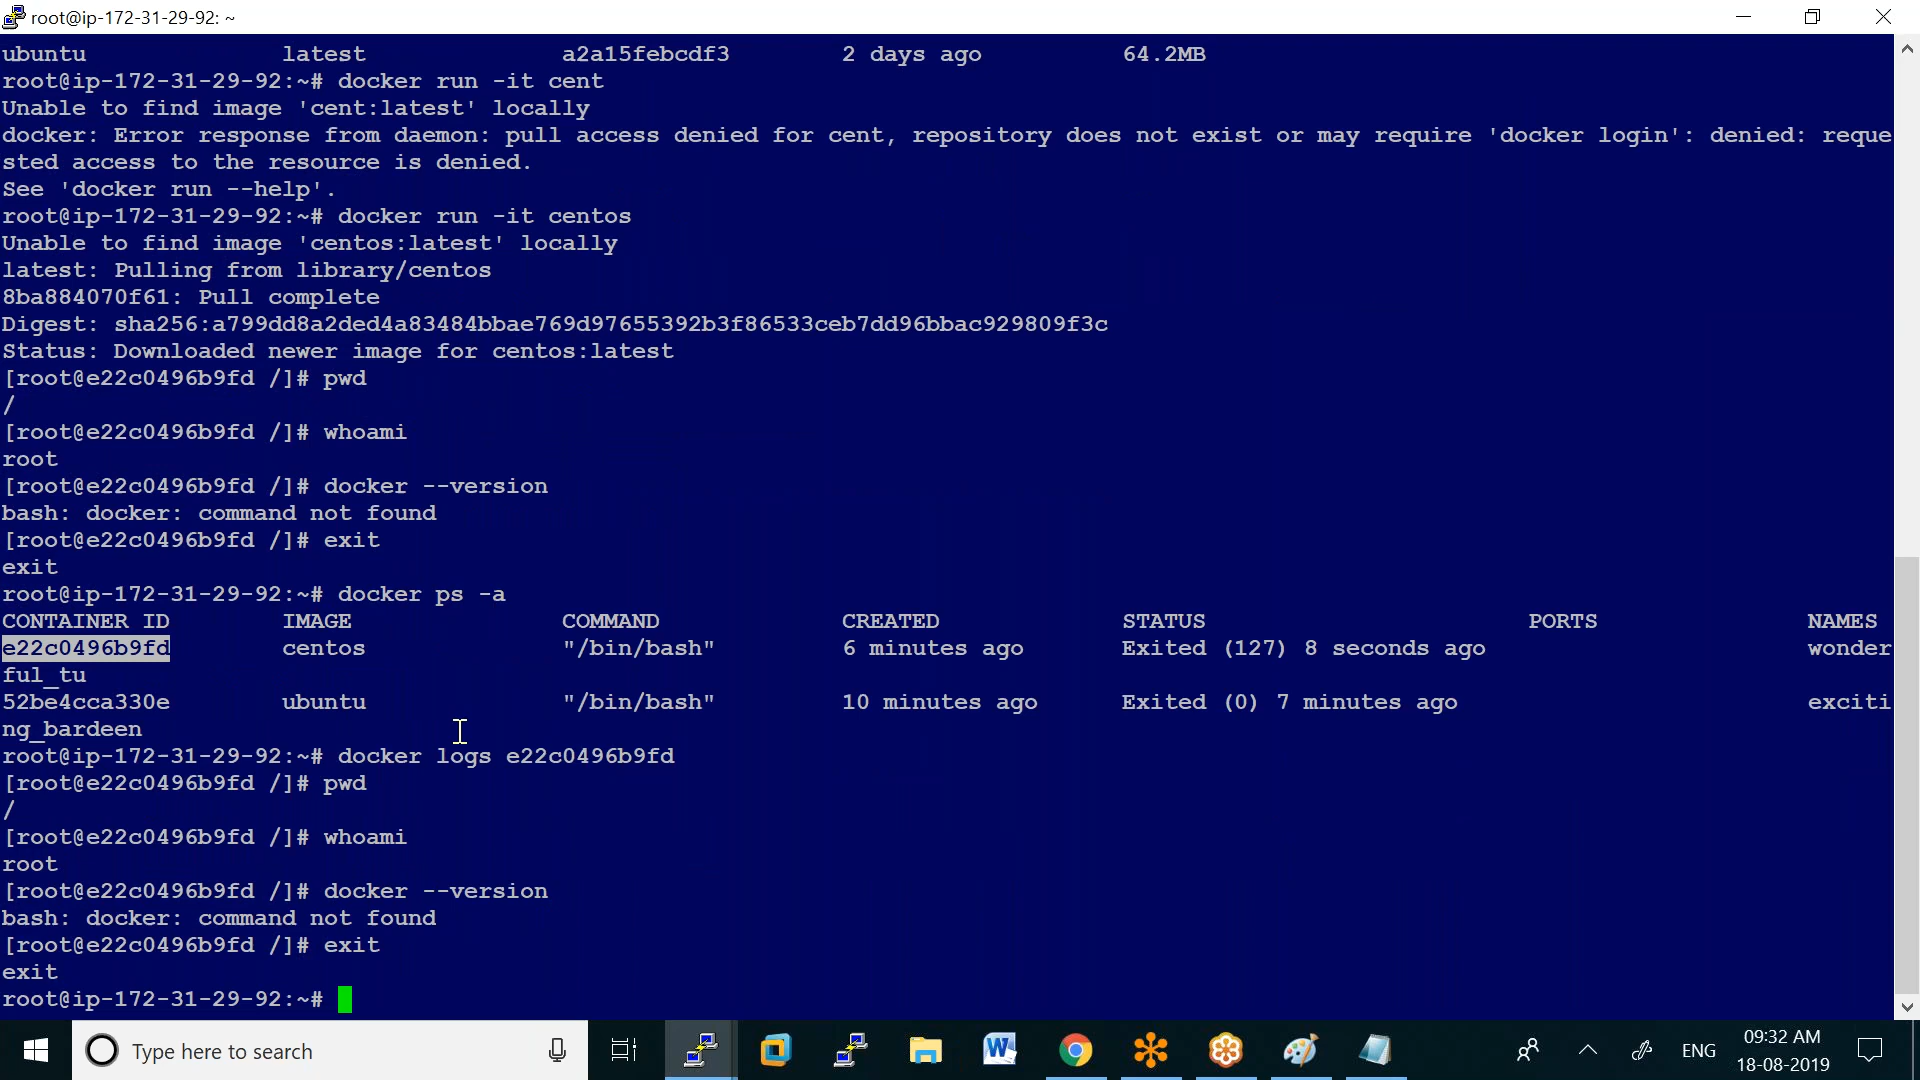 root@ip-172-31-29-92: ~
ubuntu latest a2a15febcdf3 2 days ago 64.2MB
root@ip-172-31-29-92:~# docker run -it cent
Unable to find image 'cent:latest' locally
docker: Error response from daemon: pull access denied for cent, repository does not exist or may require 'docker login': denied: reque
sted access to the resource is denied.
See 'docker run --help'.
root@ip-172-31-29-92:~# docker run -it centos
Unable to find image 'centos:latest' locally
latest: Pulling from library/centos
8ba884070f61: Pull complete
Digest: sha256:a799dd8a2ded4a83484bbae769d97655392b3f86533ceb7dd96bbac929809f3c
Status: Downloaded newer image for centos:latest
[root@e22c0496b9fd /]# pwd
/
[root@e22c0496b9fd /]# whoami
root
[root@e22c0496b9fd /]# docker --version
bash: docker: command not found
[root@e22c0496b9fd /]# exit
exit
root@ip-172-31-29-92:~# docker ps -a
CONTAINER ID IMAGE COMMAND CREATED STATUS PORTS NAMES
e22c0496b9fd centos "/bin/bash" 6 minutes ago Exited (127) 8 seconds ago wonder
ful_tu
52be4cca330e ubuntu "/bin/bash" 10 minutes ago Exited (0) 7 minutes ago exciti
ng_bardeen
root@ip-172-31-29-92:~# docker logs e22c0496b9fd
[root@e22c0496b9fd /]# pwd
/
[root@e22c0496b9fd /]# whoami
root
[root@e22c0496b9fd /]# docker --version
bash: docker: command not found
[root@e22c0496b9fd /]# exit
exit
root@ip-172-31-29-92:~#
Type here to search
ENG
09:32 AM
18-08-2019